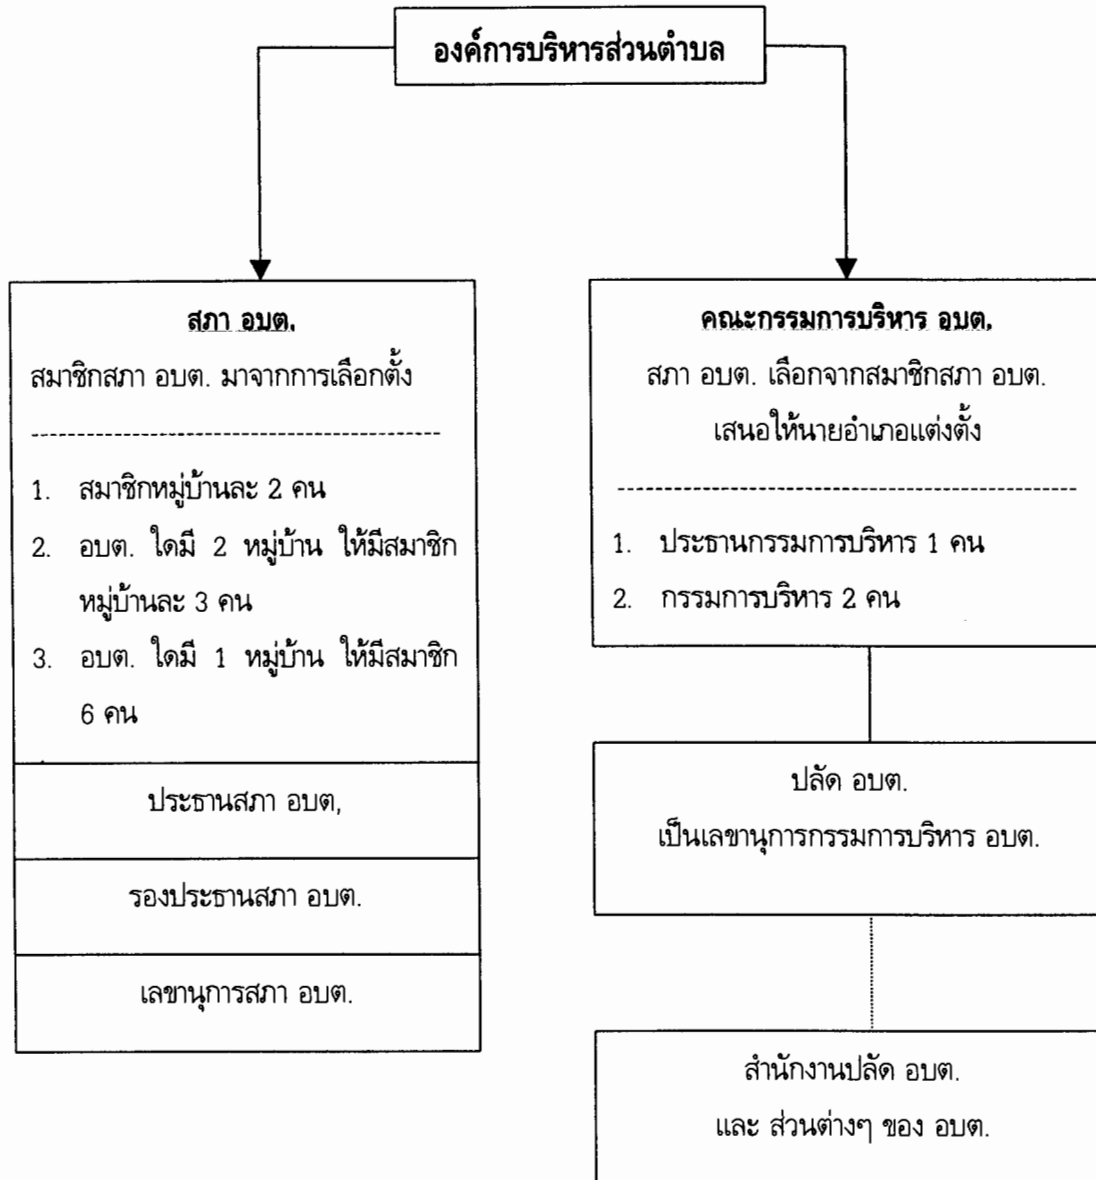 องค์การบริหารส่วนตำบล
สภา อบต.
สมาชิกสภา อบต. มาจากการเลือกตั้ง
1. สมาชิกหมู่บ้านละ 2 คน
2. อบต. ใดมี 2 หมู่บ้าน ให้มีสมาชิก
หมู่บ้านละ 3 คน
3. อบต. ใดมี 1 หมู่บ้าน ให้มีสมาชิก
6 คน
ประธานสภา อบต,
รองประธานสภา อบต.
เลขานุการสภา อบต.
คณะกรรมการบริหาร อบต.
สภา อบต. เลือกจากสมาชิกสภา อบต.
เสนอให้นายอำเภอแต่งตั้ง
1. ประธานกรรมการบริหาร 1 คน
2. กรรมการบริหาร 2 คน
ปลัด อบต.
เป็นเลขานุการกรรมการบริหาร อบต.
สำนักงานปลัด อบต.
และ ส่วนต่างๆ ของ อบต.